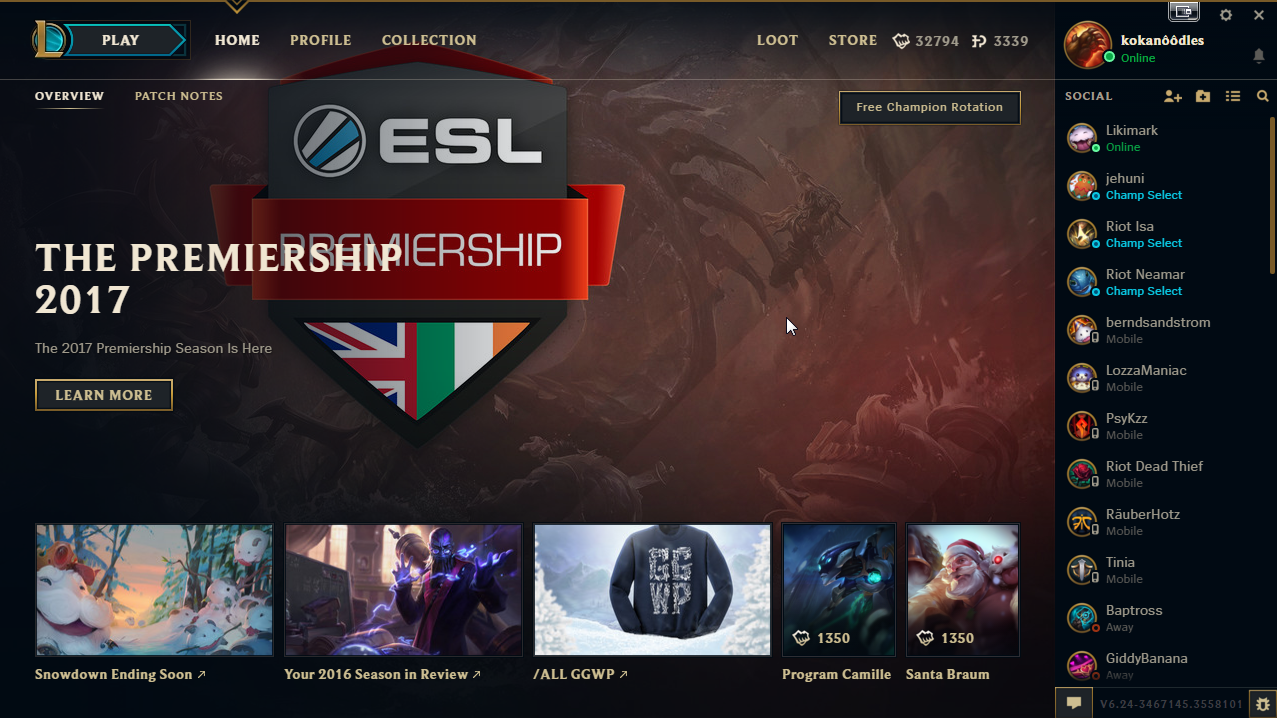 PLAY
HOME
PROFILE
COLLECTION
LOOT
STORE
32794
3339
kokanôôdles
Online
OVERVIEW
PATCH NOTES
Free Champion Rotation
SOCIAL
ESL
PREMIERSHIP
THE PREMIERSHIP
2017
The 2017 Premiership Season Is Here
LEARN MORE
Likimark
Online
jehuni
Champ Select
Riot Isa
Champ Select
Riot Neamar
Champ Select
berndsandstrom
Mobile
LozzaManiac
Mobile
PsyKzz
Mobile
Riot Dead Thief
Mobile
RäuberHotz
Mobile
Tinia
Mobile
Baptross
Away
GiddyBanana
Away
GG
WP
1350
1350
Snowdown Ending Soon
Your 2016 Season in Review
/ALL GGWP
Program Camille
Santa Braum
V6.24-3467145.3558101